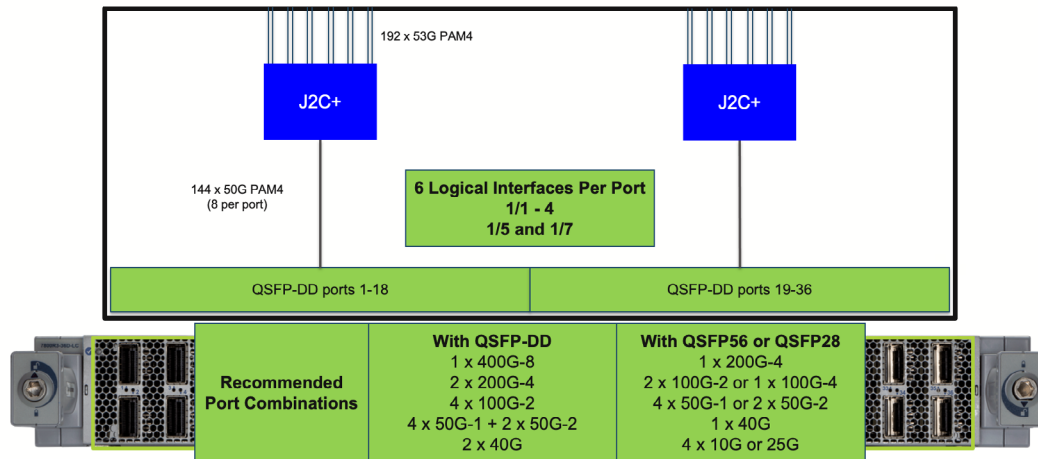 192 x 53G PAM4
J2C+
J2C+
144 x 50G PAM4
(8 per port)
6 Logical Interfaces Per Port
1/1 - 4
1/5 and 1/7
QSFP-DD ports 1-18
QSFP-DD ports 19-36
Recommended
Port Combinations
With QSFP-DD
1 x 400G-8
2 x 200G-4
4 x 100G-2
4 x 50G-1 + 2 x 50G-2
2 x 40G
With QSFP56 or QSFP28
1 x 200G-4
2 x 100G-2 or 1 x 100G-4
4 x 50G-1 or 2 x 50G-2
1 x 40G
4 x 10G or 25G